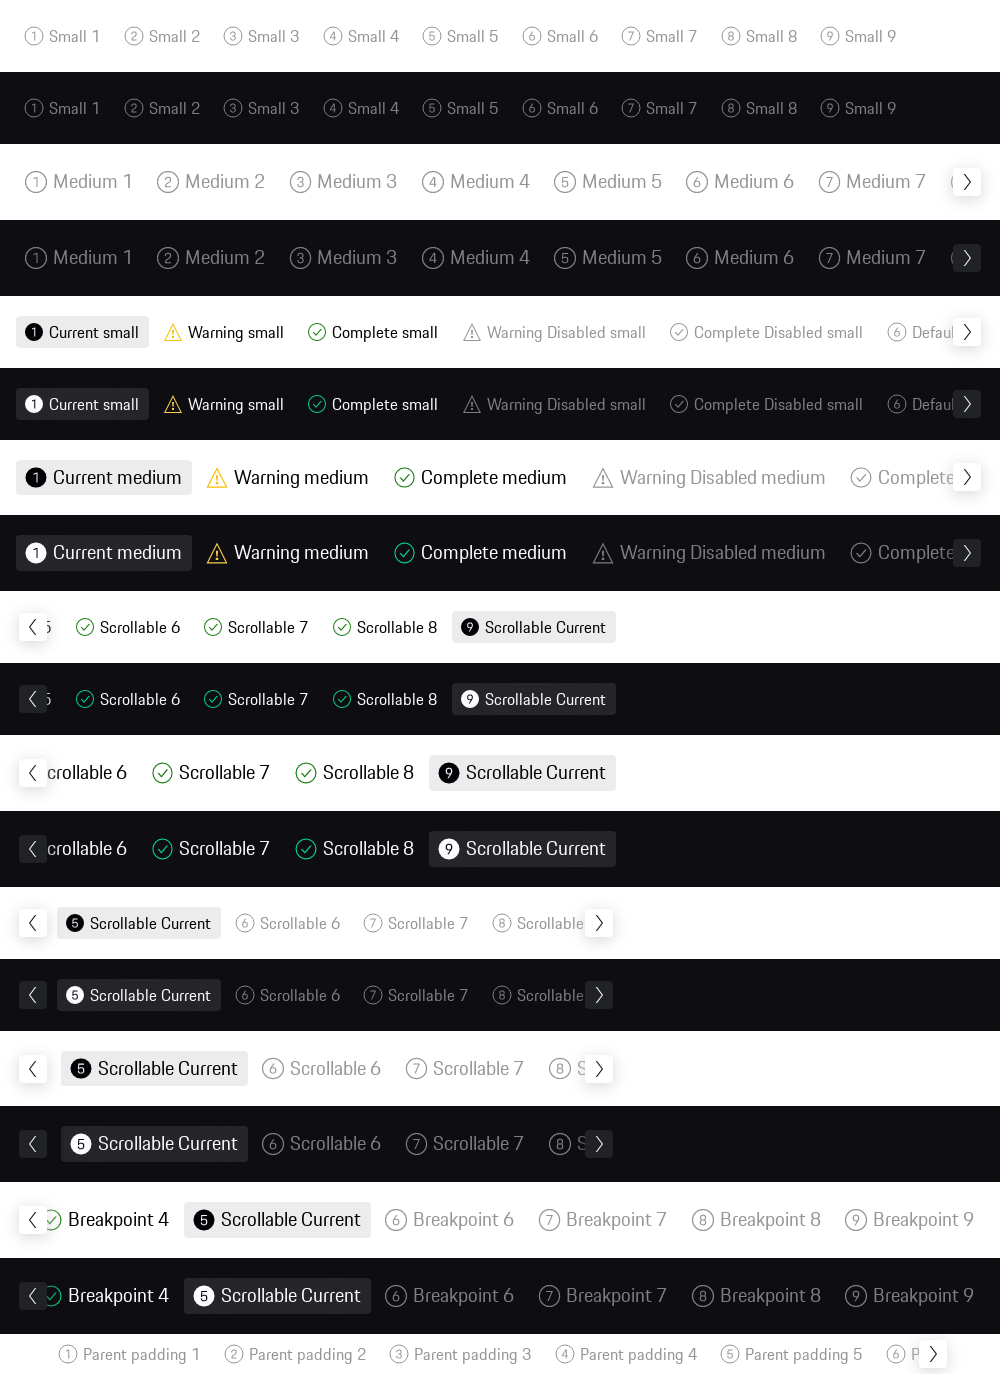 1 Small 1 2 Small 2 3 Small 3 4 Small 4 5 Small 5 6 Small 6 7 Small 7 8 Small 8 9 Small 9
1 Small 1 2 Small 2 3 Small 3 4 Small 4 5 Small 5 6 Small 6 7 Small 7 8 Small 8 9 Small 9
1 Medium 1 2 Medium 2 3 Medium 3 4 Medium 4 5 Medium 5 6 Medium 6 7 Medium 7
1 Medium 1 2 Medium 2 3 Medium 3 4 Medium 4 5 Medium 5 6 Medium 6 7 Medium 7
1 Current small Warning small Complete small Warning Disabled small Complete Disabled small 6 Defau
1 Current small Warning small Complete small Warning Disabled small Complete Disabled small 6 Defau
1 Current medium Warning medium Complete medium Warning Disabled medium Complete
1 Current medium Warning medium Complete medium Warning Disabled medium Complete
5 Scrollable 6 Scrollable 7 Scrollable 8 9 Scrollable Current
5 Scrollable 6 Scrollable 7 Scrollable 8 9 Scrollable Current
crollable 6 Scrollable 7 Scrollable 8 9 Scrollable Current
crollable 6 Scrollable 7 Scrollable 8 9 Scrollable Current
5 Scrollable Current 6 Scrollable 6 7 Scrollable 7 8 Scrollable
5 Scrollable Current 6 Scrollable 6 7 Scrollable 7 8 Scrollable
5 Scrollable Current 6 Scrollable 6 7 Scrollable 7 8 S
5 Scrollable Current 6 Scrollable 6 7 Scrollable 7 8 S
Breakpoint 4 5 Scrollable Current 6 Breakpoint 6 7 Breakpoint 7 8 Breakpoint 8 9 Breakpoint 9
Breakpoint 4 5 Scrollable Current 6 Breakpoint 6 7 Breakpoint 7 8 Breakpoint 8 9 Breakpoint 9
1 Parent padding 1 2 Parent padding 2 3 Parent padding 3 4 Parent padding 4 5 Parent padding 5 6 P